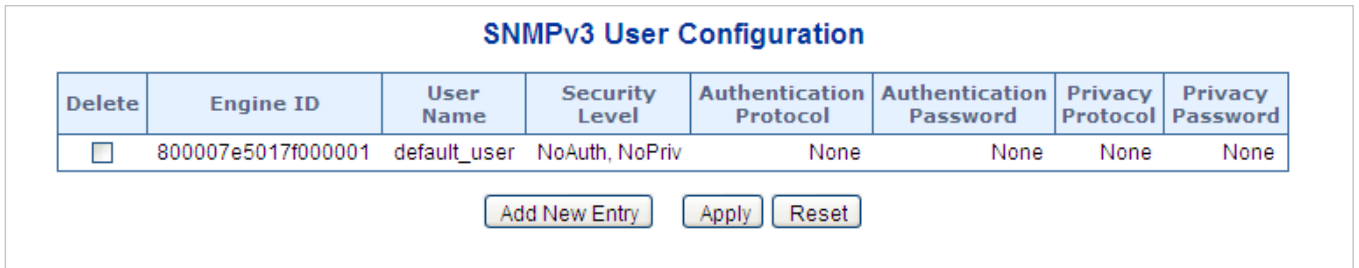 SNMPv3 User Configuration
Delete Engine ID User Name Security Level Authentication Protocol Authentication Password Privacy Protocol Privacy Password
800007e5017f000001 default_user NoAuth, NoPriv None None None None
Add New Entry Apply Reset